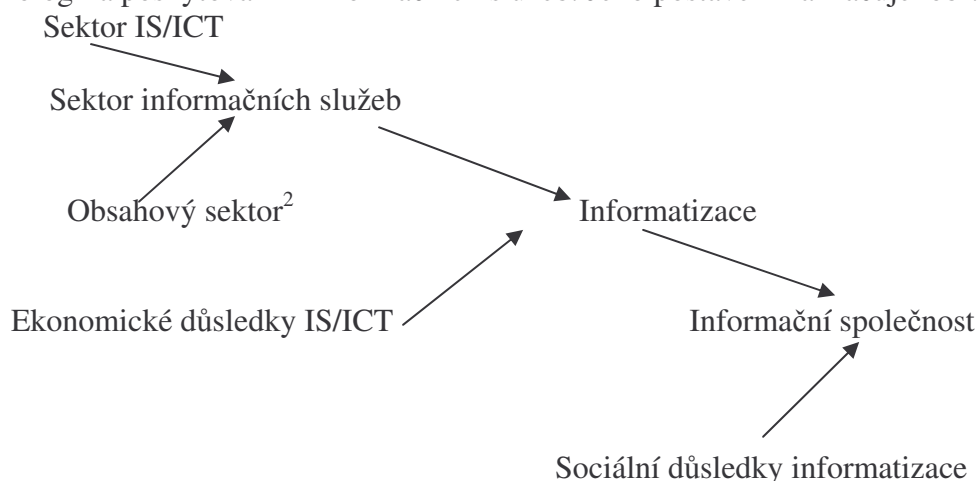 Sektor IS/ICT
Sektor informačních služeb
Obsahový sektor2
Informatizace
Ekonomické důsledky IS/ICT
Informační společnost
Sociální důsledky informatizace